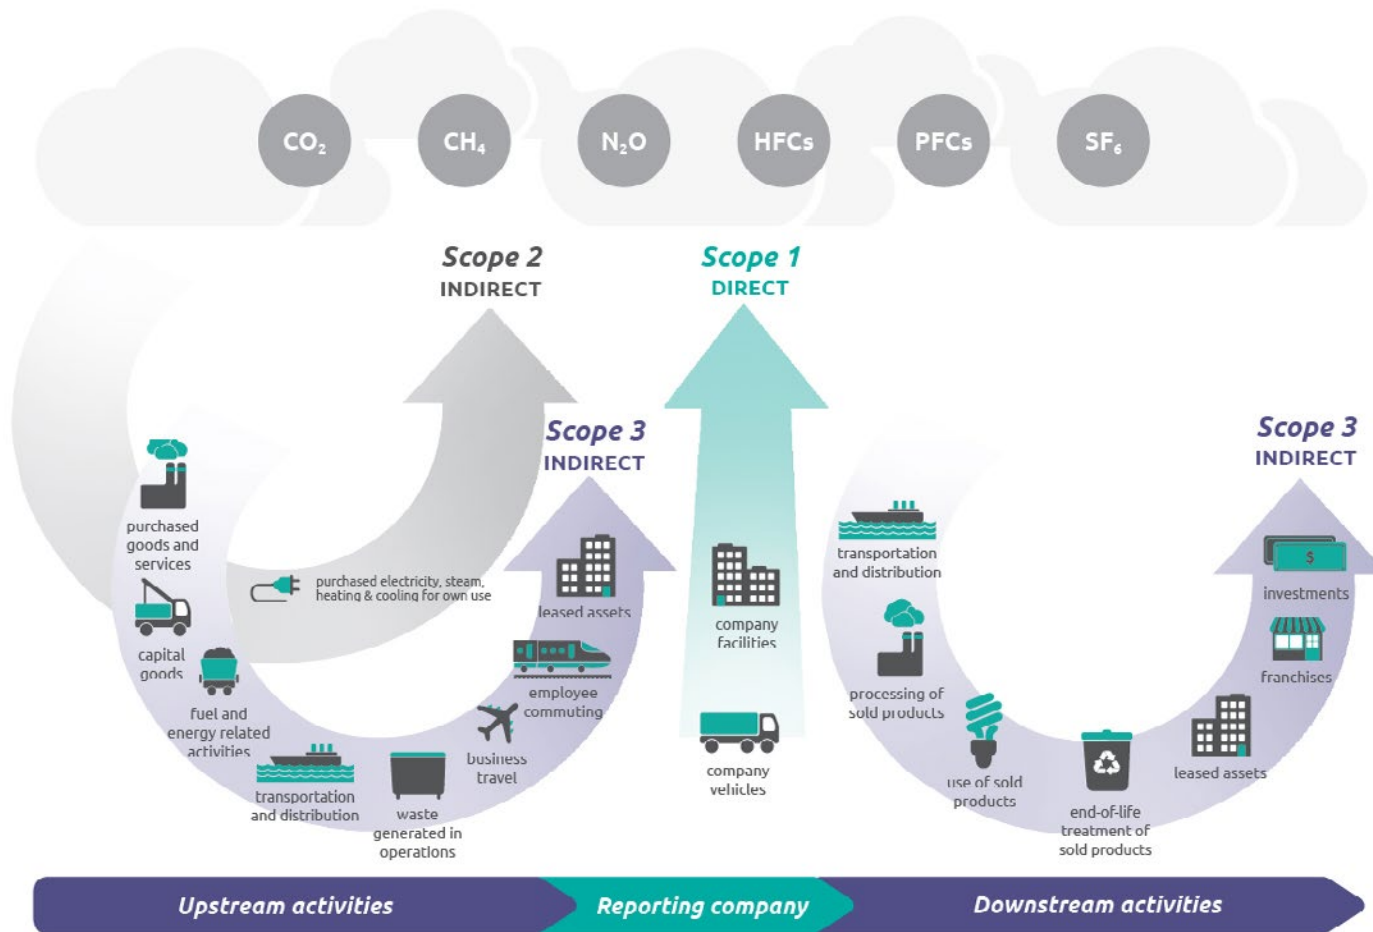 CO₂
CH₄
N₂O
HFCs
PFCs
SF₆
Scope 2
INDIRECT
Scope 1
DIRECT
Scope 3
INDIRECT
Scope 3
INDIRECT
purchased
goods and
services
capital
goods
fuel and
energy related
activities
transportation
and distribution
waste
generated in
operations
business
travel
employee
commuting
leased assets
purchased electricity, steam,
heating & cooling for own use
company
facilities
company
vehicles
transportation
and distribution
processing of
sold products
use of sold
products
end-of-life
treatment of
sold products
leased assets
franchises
investments
$
Upstream activities
Reporting company
Downstream activities